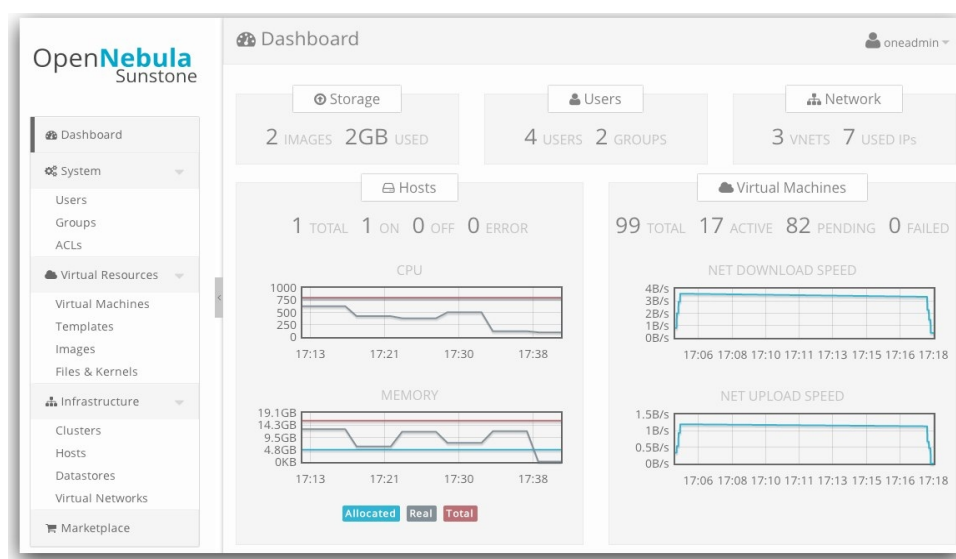 OpenNebula
Sunstone
Dashboard
System
Users
Groups
ACLs
Virtual Resources
Virtual Machines
Templates
Images
Files & Kernels
Infrastructure
Clusters
Hosts
Datastores
Virtual Networks
Marketplace
Dashboard
oneadmin
Storage
2 IMAGES 2GB USED
Users
4 USERS 2 GROUPS
Network
3 VNETS 7 USED IPs
Hosts
1 TOTAL 1 ON 0 OFF 0 ERROR
CPU
1000
750
500
250
0
17:13 17:21 17:30 17:38
MEMORY
19.1GB
14.3GB
9.5GB
4.8GB
0KB
17:13 17:21 17:30 17:38
Allocated Real Total
Virtual Machines
99 TOTAL 17 ACTIVE 82 PENDING 0 FAILED
NET DOWNLOAD SPEED
4B/s
3B/s
2B/s
1B/s
0B/s
17:06 17:08 17:10 17:11 17:13 17:15 17:16 17:18
NET UPLOAD SPEED
1.5B/s
1B/s
0.5B/s
0B/s
17:06 17:08 17:10 17:11 17:13 17:15 17:16 17:18